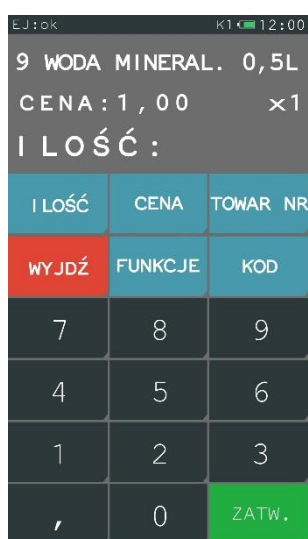 EJ:ok K1 12:00
9 WODA MINERAL. 0,5L
CENA:1,00 x1
ILOŚĆ:
ILOŚĆ CENA TOWAR NR
WYJDŹ FUNKCJE KOD
7 8 9
4 5 6
1 2 3
, 0 ZATW.